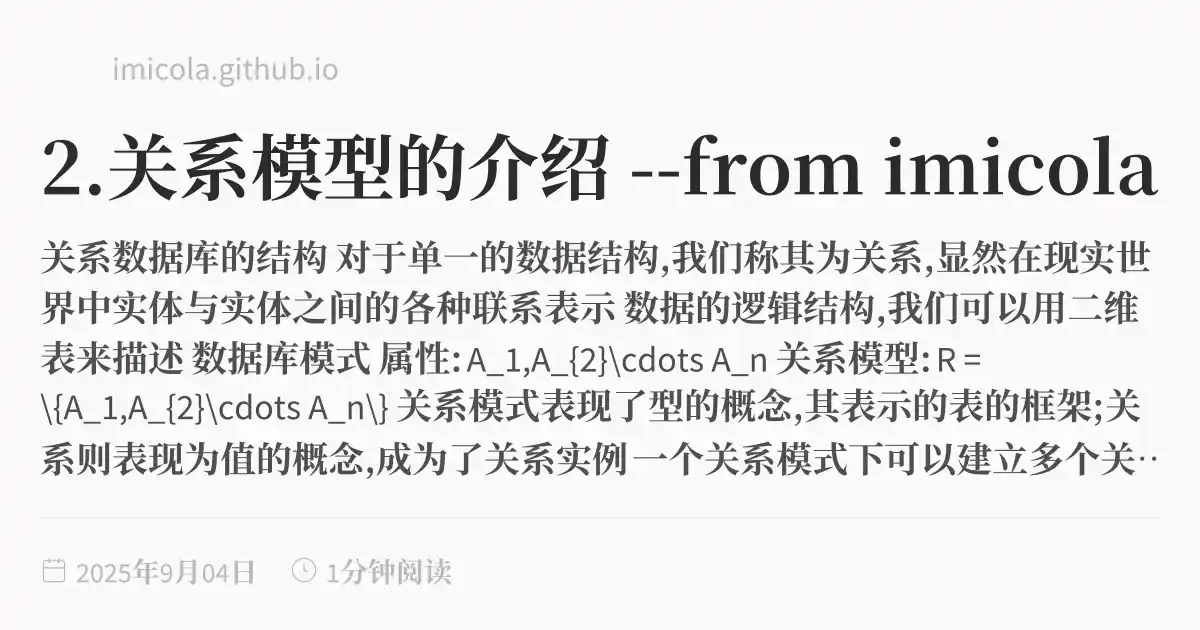 imicola.github.io
2.关系模型的介绍 --from imicola
关系数据库的结构 对于单一的数据结构,我们称其为关系,显然在现实世
界中实体与实体之间的各种联系表示 数据的逻辑结构,我们可以用二维
表来描述 数据库模式 属性: A_1,A_{2}\cdots A_n 关系模型: R =
\{A_1,A_{2}\cdots A_n\} 关系模式表现了型的概念,其表示的表的框架;关
系则表现为值的概念,成为了关系实例 一个关系模式下可以建立多个关…
2025年9月04日 1分钟阅读